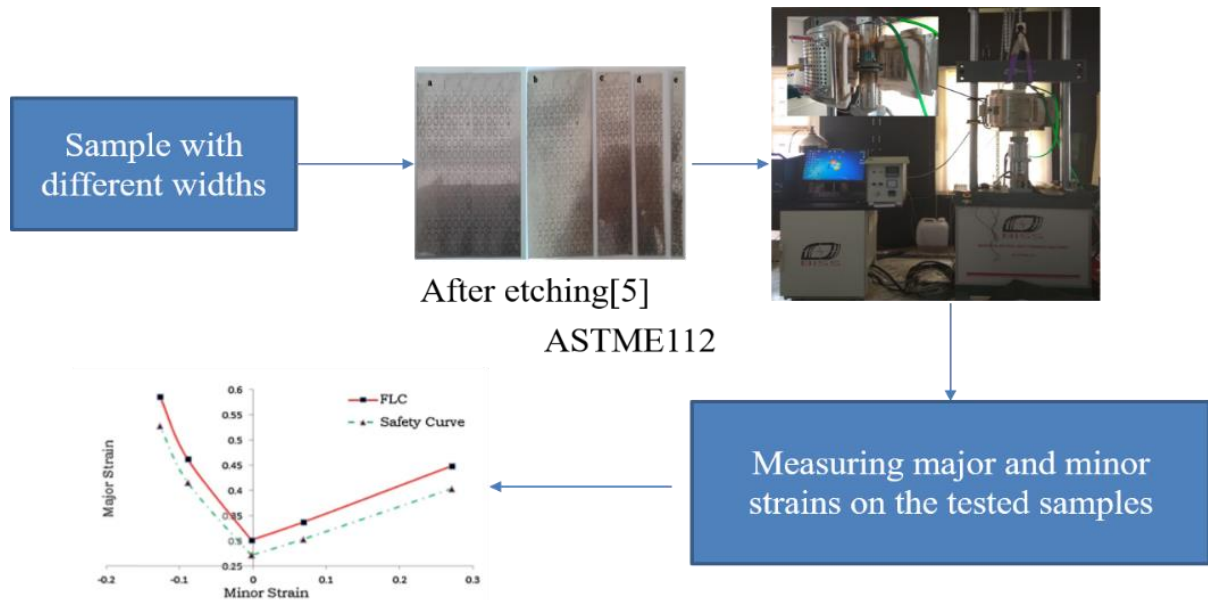 Sample with
different widths
a
b
c
d
e
After etching[5]
ASTME112
BISS
Measuring major and minor
strains on the tested samples
Major Strain
0.6
0.55
0.5
0.45
0.4
0.35
0.3
0.25
FLC
Safety Curve
-0.2
-0.1
0
0.1
0.2
0.3
Minor Strain